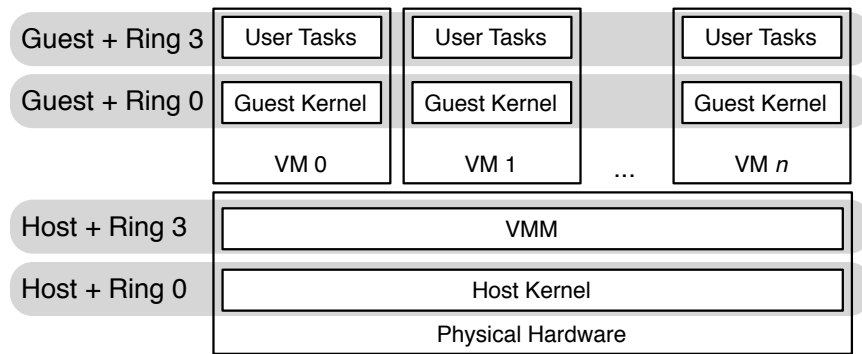 Guest + Ring 3 User Tasks User Tasks User Tasks
Guest + Ring 0 Guest Kernel Guest Kernel Guest Kernel
VM 0 VM 1 ... VM n
Host + Ring 3 VMM
Host + Ring 0 Host Kernel
Physical Hardware